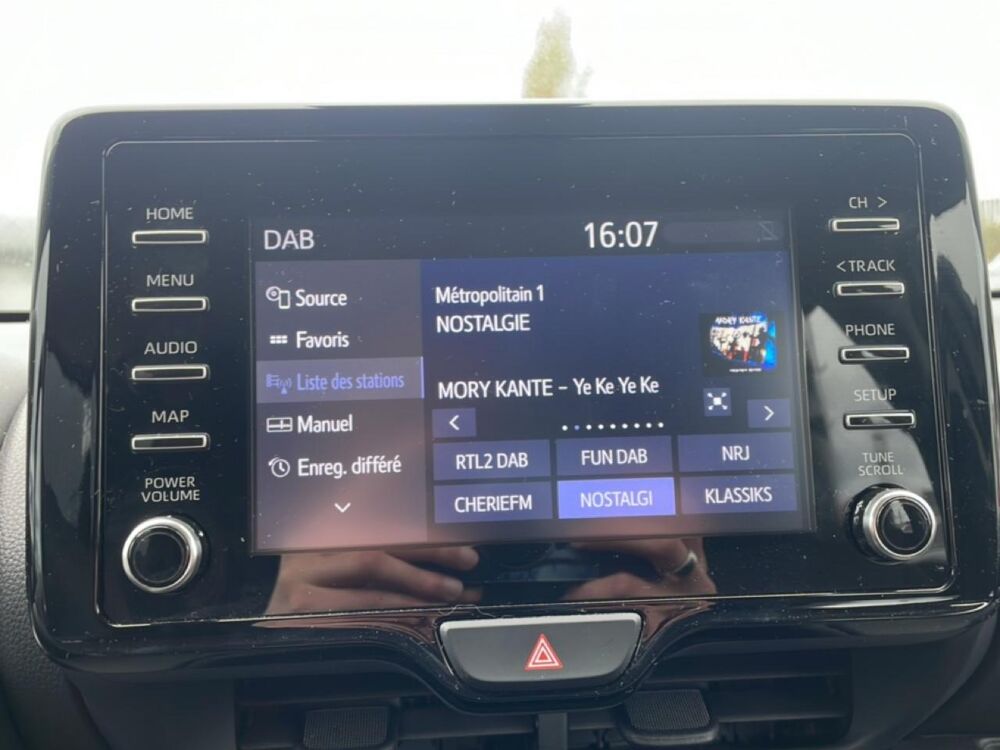 HOME
MENU
AUDIO
MAP
POWER
VOLUME
DAB 16:07
Source
Favoris
Liste des stations
Manuel
Enreg. différé
Métropolitain 1
NOSTALGIE
MORY KANTE
MORY KANTE – Ye Ke Ye Ke
RTL2 DAB FUN DAB NRJ
CHERIEFM NOSTALGI KLASSIKS
CH >
< TRACK
PHONE
SETUP
TUNE
SCROLL